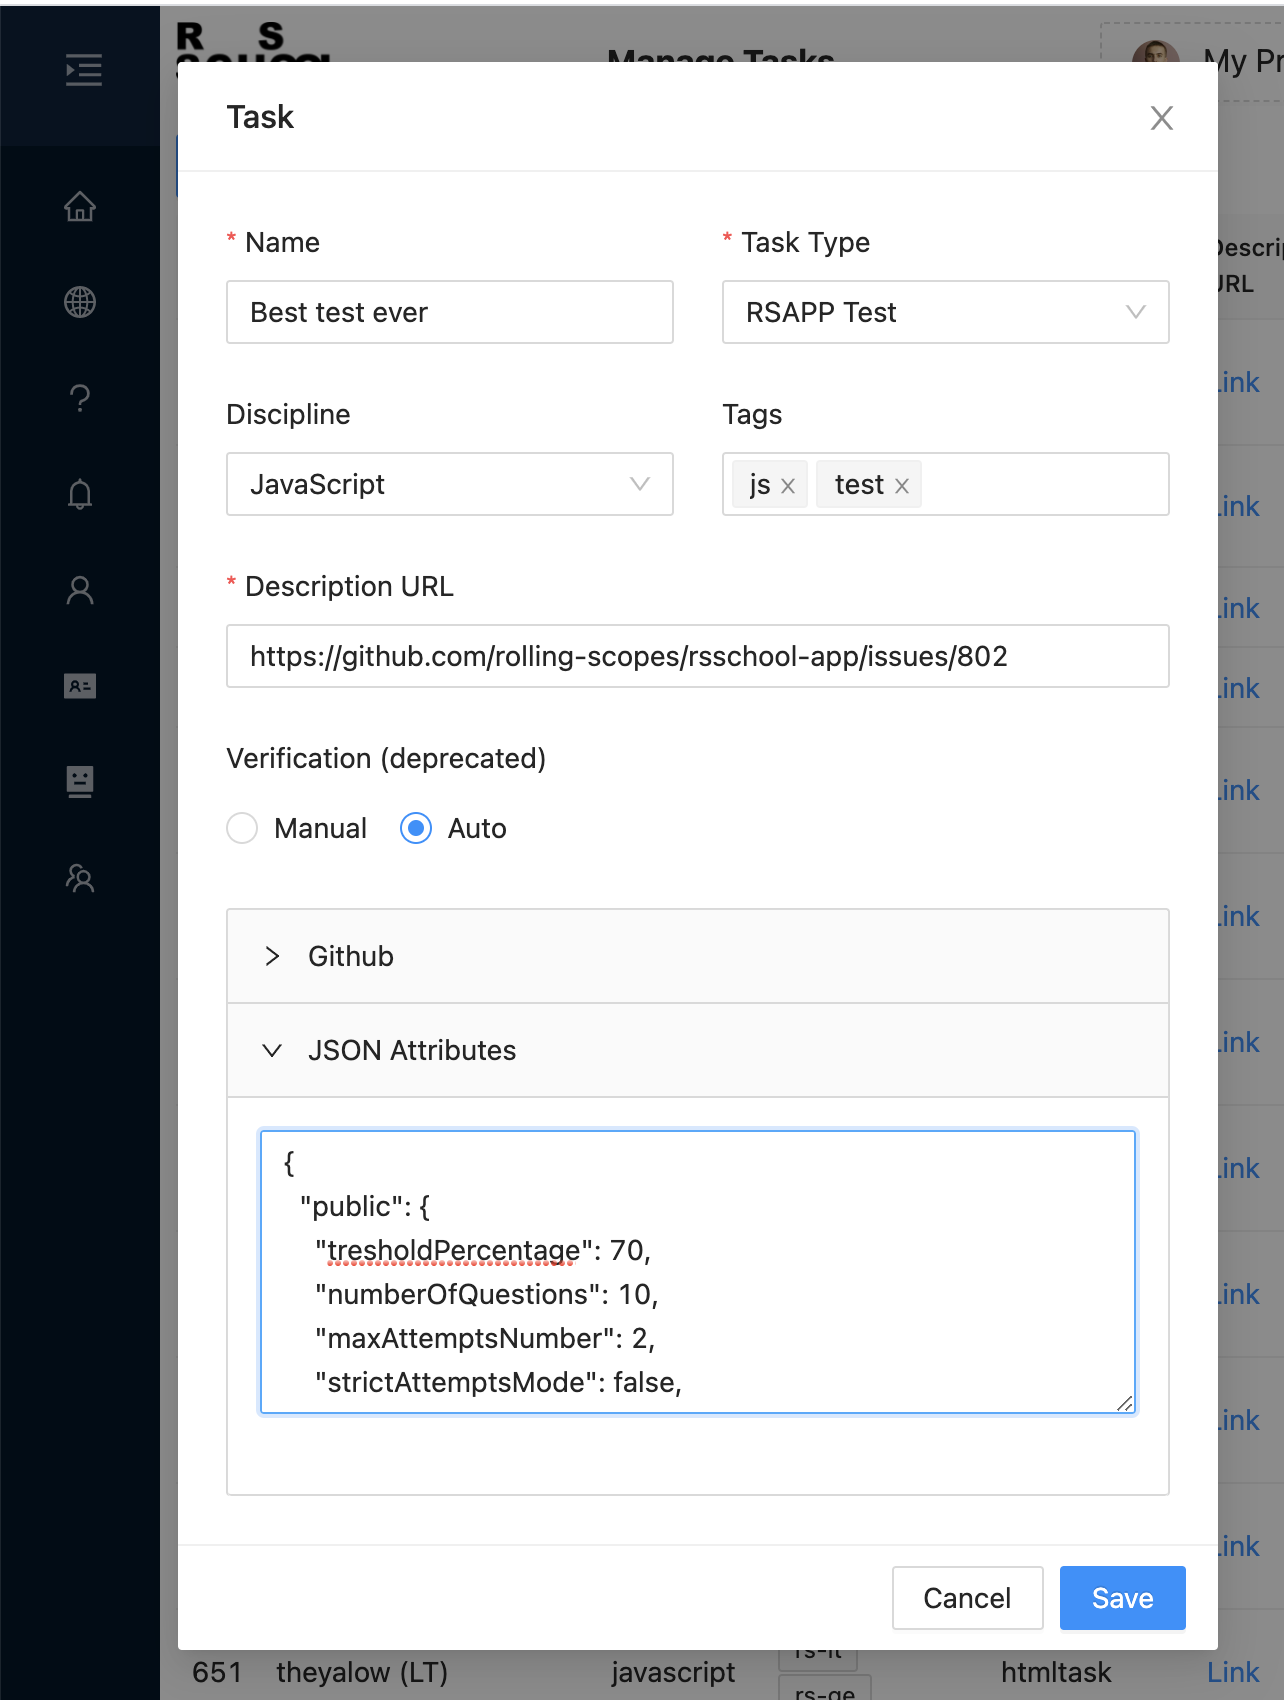 R S
Manage Tasks
My Pr
Task
* Name
* Task Type
Best test ever
RSAPP Test
Discipline
Tags
JavaScript
js
test
* Description URL
https://github.com/rolling-scopes/rsschool-app/issues/802
Verification (deprecated)
Manual
Auto
Github
JSON Attributes
{
"public": {
"tresholdPercentage": 70,
"numberOfQuestions": 10,
"maxAttemptsNumber": 2,
"strictAttemptsMode": false,
Cancel
Save
Descrip
URL
Link
Link
Link
Link
Link
Link
Link
Link
Link
Link
Link
651 theyalow (LT) javascript rs-lt htmltask Link
rs-ge